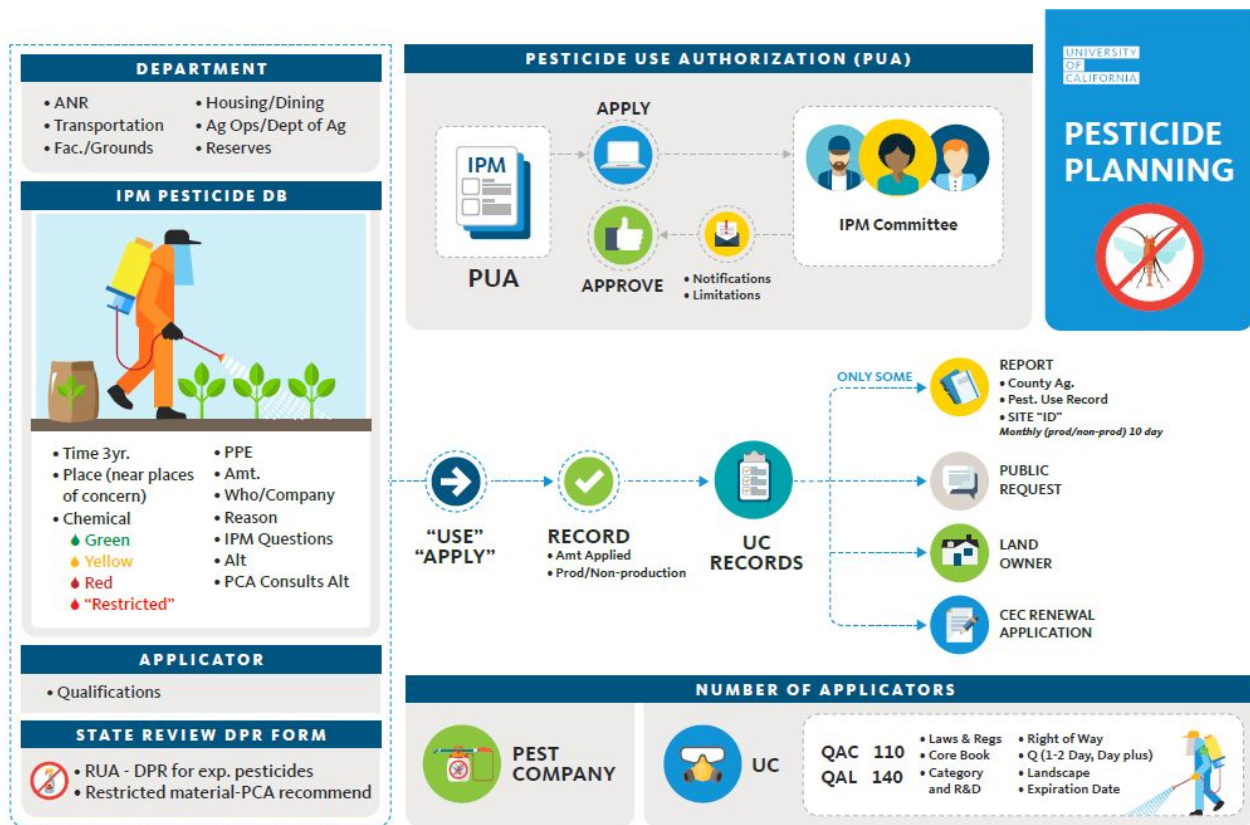 DEPARTMENT
• ANR
• Transportation
• Fac./Grounds
• Housing/Dining
• Ag Ops/Dept of Ag
• Reserves
IPM PESTICIDE DB
• Time 3yr.
• Place (near places
of concern)
• Chemical
Green
Yellow
Red
"Restricted"
• PPE
• Amt.
• Who/Company
• Reason
• IPM Questions
• Alt
• PCA Consults Alt
APPLICATOR
• Qualifications
STATE REVIEW DPR FORM
• RUA - DPR for exp. pesticides
• Restricted material-PCA recommend
PESTICIDE USE AUTHORIZATION (PUA)
IPM
PUA
APPLY
APPROVE
• Notifications
• Limitations
IPM Committee
UNIVERSITY
OF
CALIFORNIA
PESTICIDE
PLANNING
"USE"
"APPLY"
RECORD
• Amt Applied
• Prod/Non-production
UC
RECORDS
ONLY SOME
REPORT
• County Ag.
• Pest. Use Record
• SITE "ID"
Monthly (prod/non-prod) 10 day
PUBLIC
REQUEST
LAND
OWNER
CEC RENEWAL
APPLICATION
NUMBER OF APPLICATORS
PEST
COMPANY
UC
QAC 110
QAL 140
• Laws & Regs
• Core Book
• Category
and R&D
• Right of Way
• Q (1-2 Day, Day plus)
• Landscape
• Expiration Date